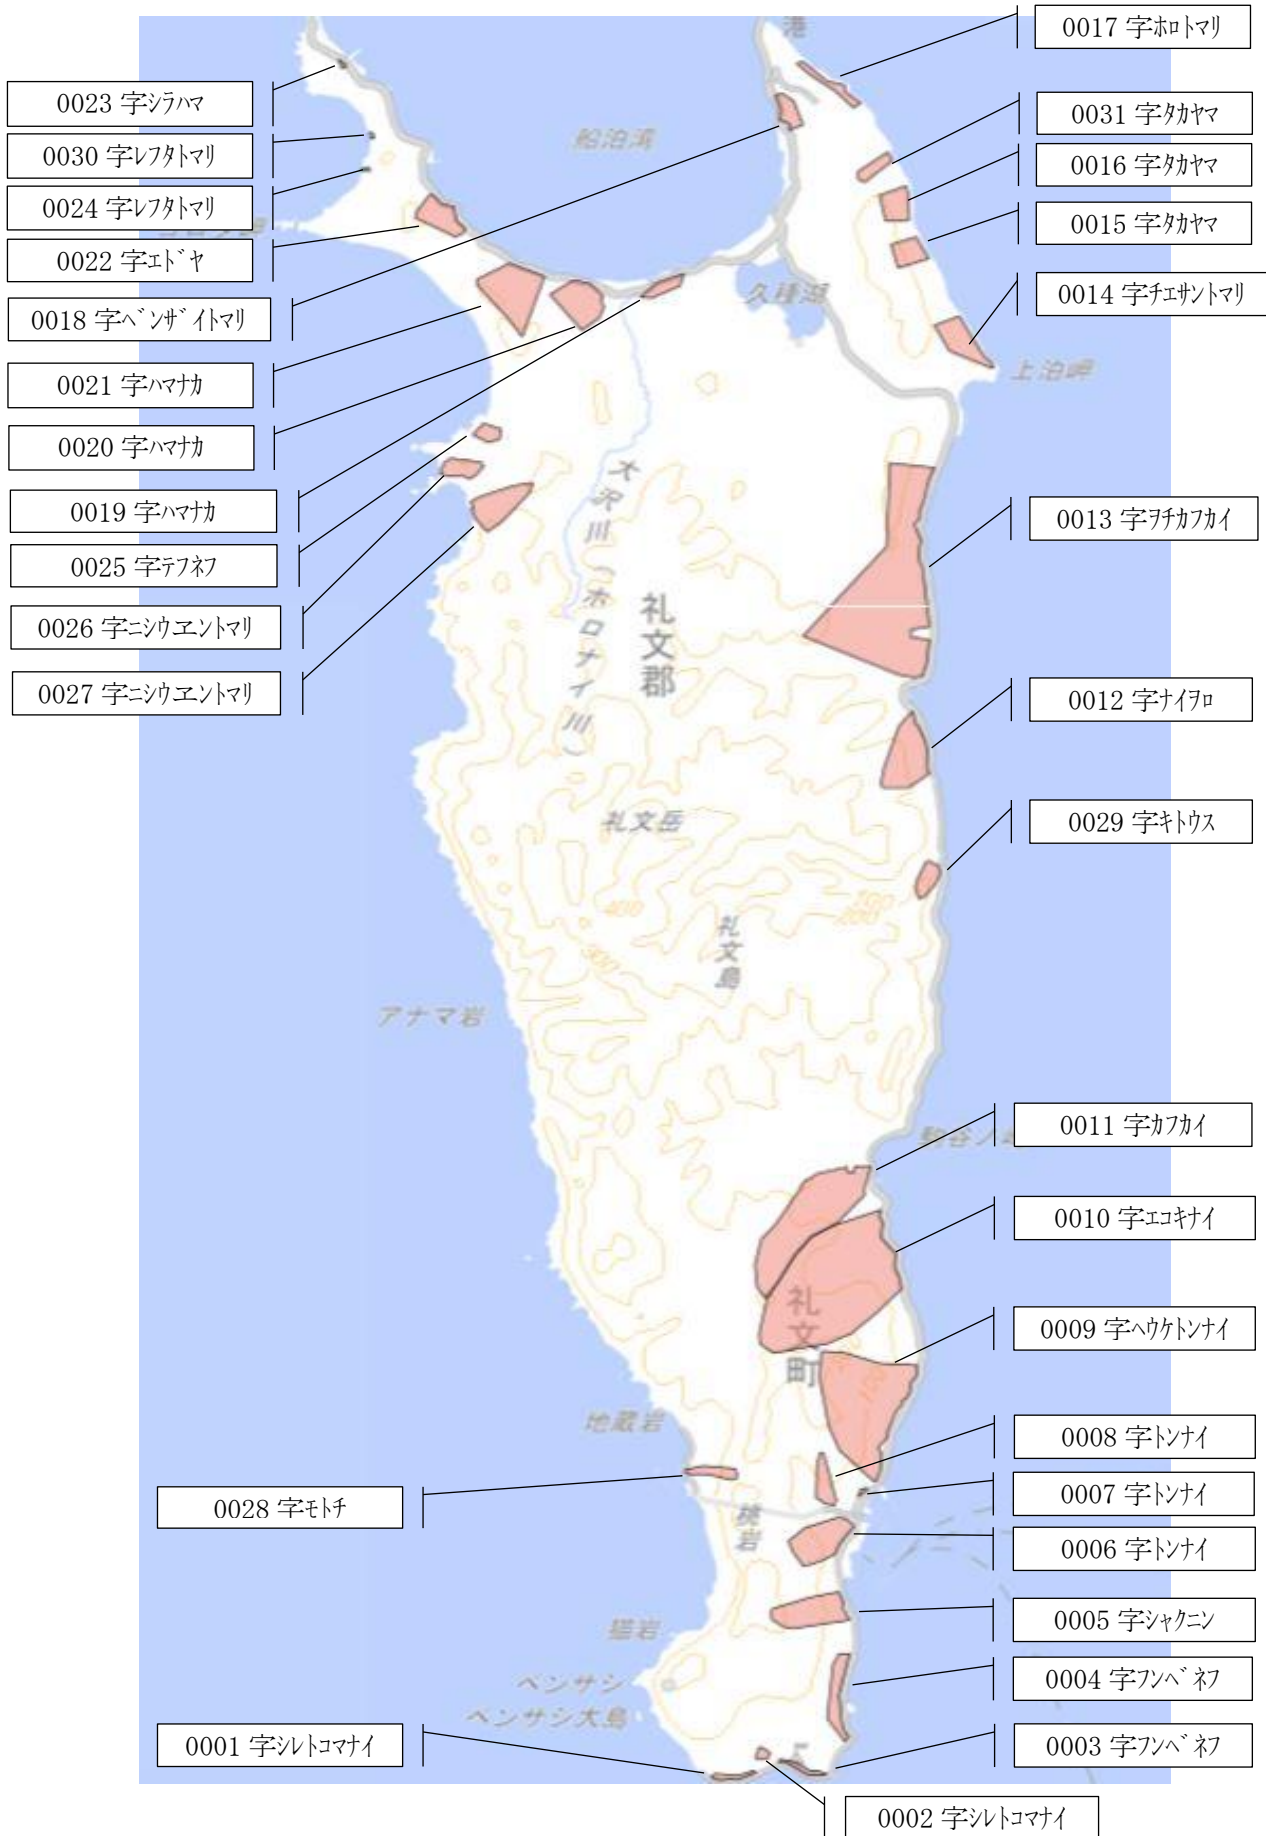 港
0017 字ホロトマリ
0023 字シラハマ
0031 字タカヤマ
船泊湾
0030 字レフタトマリ
0016 字タカヤマ
0024 字レフタトマリ
0015 字タカヤマ
0022 字エドヤ
久種湖
0014 字チエサントマリ
0018 字ベンザイトマリ
上泊岬
0021 字ハマナカ
0020 字ハマナカ
0019 字ハマナカ
0013 字ヲチカフカイ
大沢川(ホロナイ川)
0025 字テフネフ
礼文郡
0026 字ニシウエントマリ
0027 字ニシウエントマリ
0012 字ナイヲロ
礼文岳
0029 字キトウス
礼文島
アナマ岩
0011 字カフカイ
0010 字エコキナイ
礼文町
0009 字ヘウケトンナイ
地蔵岩
0008 字トンナイ
0028 字モトチ
0007 字トンナイ
桃岩
0006 字トンナイ
0005 字シャクニン
猫岩
0004 字フンベネフ
ベンサシ
ベンサシ大島
0001 字シレトコマナイ
0003 字フンベネフ
0002 字シレトコマナイ